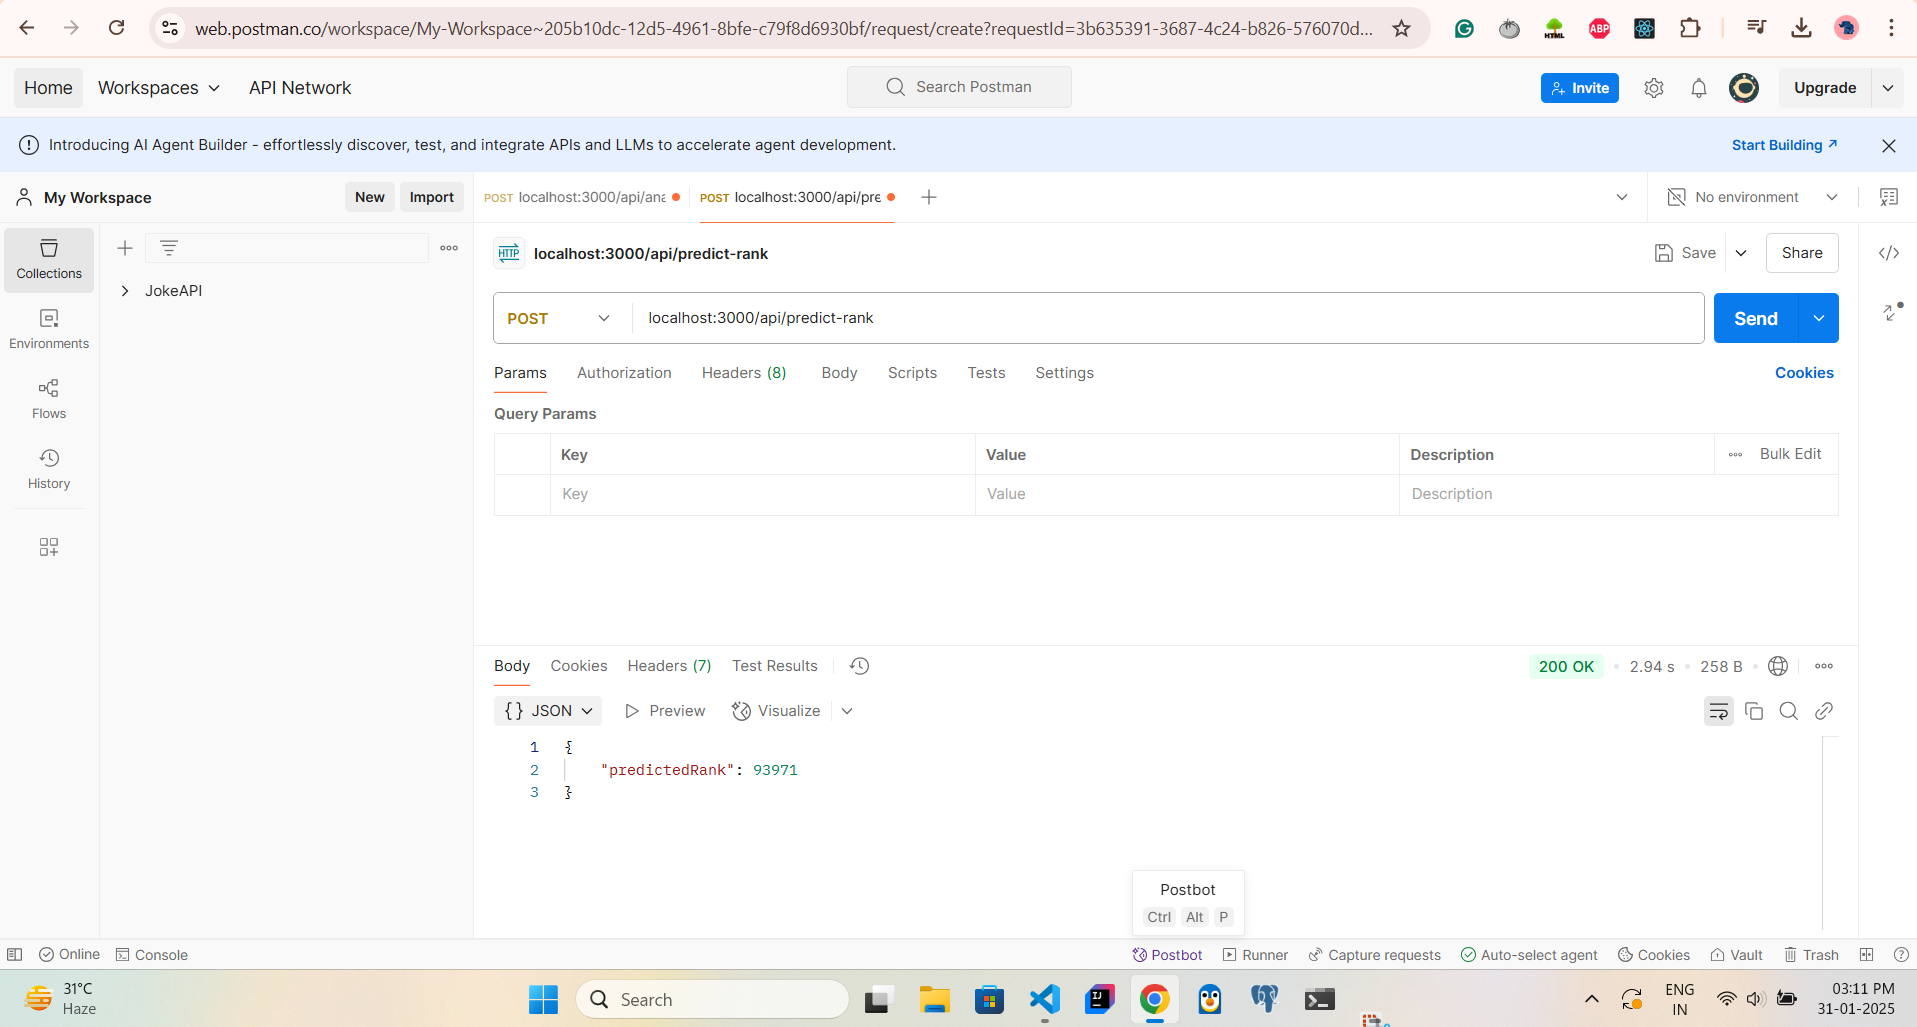 web.postman.co/workspace/My-Workspace~205b10dc-12d5-4961-8bfe-c79f8d6930bf/request/create?requestId=3b635391-3687-4c24-b826-576070d...
HTML
ABP
Home
Workspaces
API Network
Search Postman
Invite
Upgrade
Introducing AI Agent Builder - effortlessly discover, test, and integrate APIs and LLMs to accelerate agent development.
Start Building
My Workspace
New
Import
POST localhost:3000/api/ana
POST localhost:3000/api/pre
No environment
Collections
JokeAPI
Environments
Flows
History
HTTP localhost:3000/api/predict-rank
Save
Share
POST
localhost:3000/api/predict-rank
Send
Params
Authorization
Headers (8)
Body
Scripts
Tests
Settings
Cookies
Query Params
Key Value Description
Bulk Edit
Key Value Description
Body
Cookies
Headers (7)
Test Results
200 OK
2.94 s
258 B
{} JSON
Preview
Visualize
1 {
2 "predictedRank": 93971
3 }
Postbot
Ctrl Alt P
Online
Console
Postbot
Runner
Capture requests
Auto-select agent
Cookies
Vault
Trash
31°C
Haze
Search
IJ
ENG
IN
03:11 PM
31-01-2025